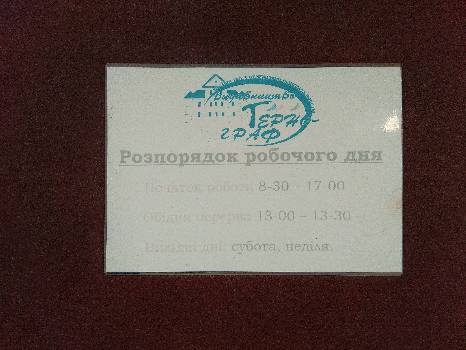 Видавництво
ТЕРНО-
ГРАФ
Розпорядок робочого дня
Початок роботи 8-30 - 17-00
Обідня перерва 13-00 – 13-30
Вихідні дні: субота, неділя.